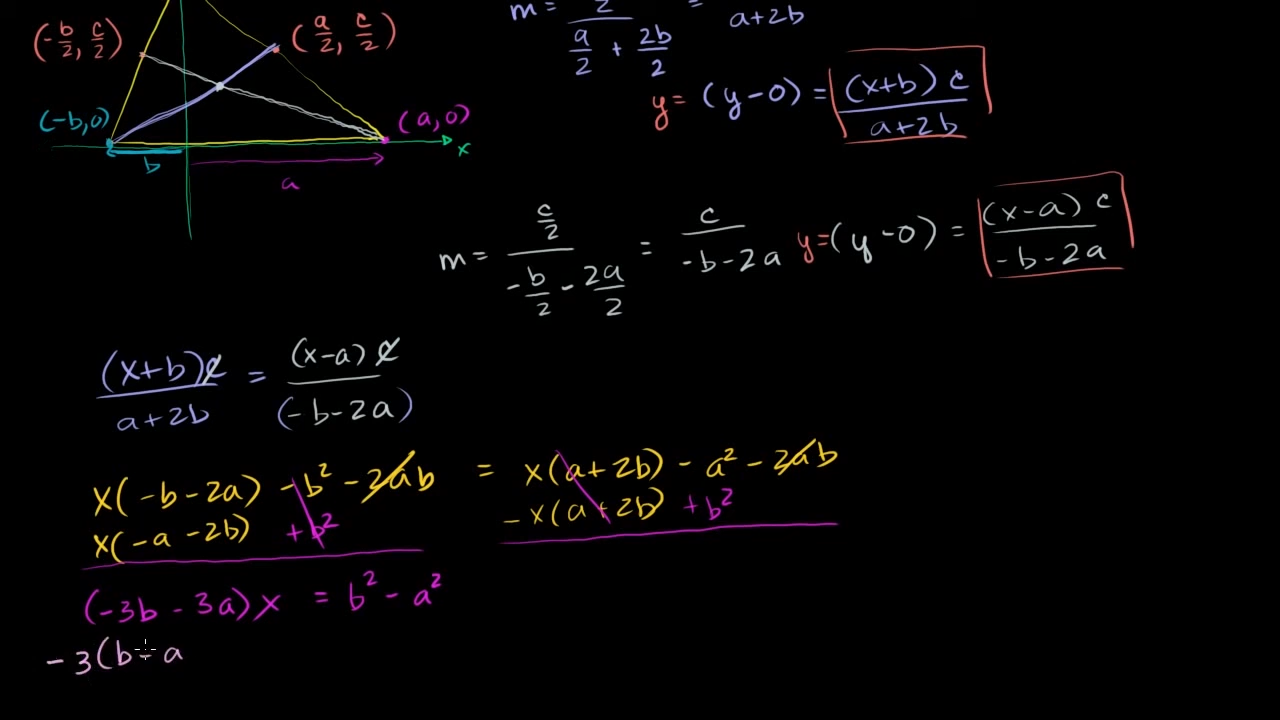 (-b/2, c/2) (a/2, c/2)
m = 2/(a/2 + 2b/2) = /(a+2b)
y= (y-0) = (x+b) c/(a+2b)
(-b,0) (a,0)
b x
a
m = (c/2)/(-b/2 - 2a/2) = c/(-b-2a) y=(y-0) = (x-a) c/(-b-2a)
(x+b)c/(a+2b) = (x-a) c/(-b-2a)
x(-b-2a) -b² -2ab = x(a+2b) - a² - 2ab
x(-a -2b) +b² -x(a+2b) +b²
(-3b-3a)x = b² - a²
-3(b - a